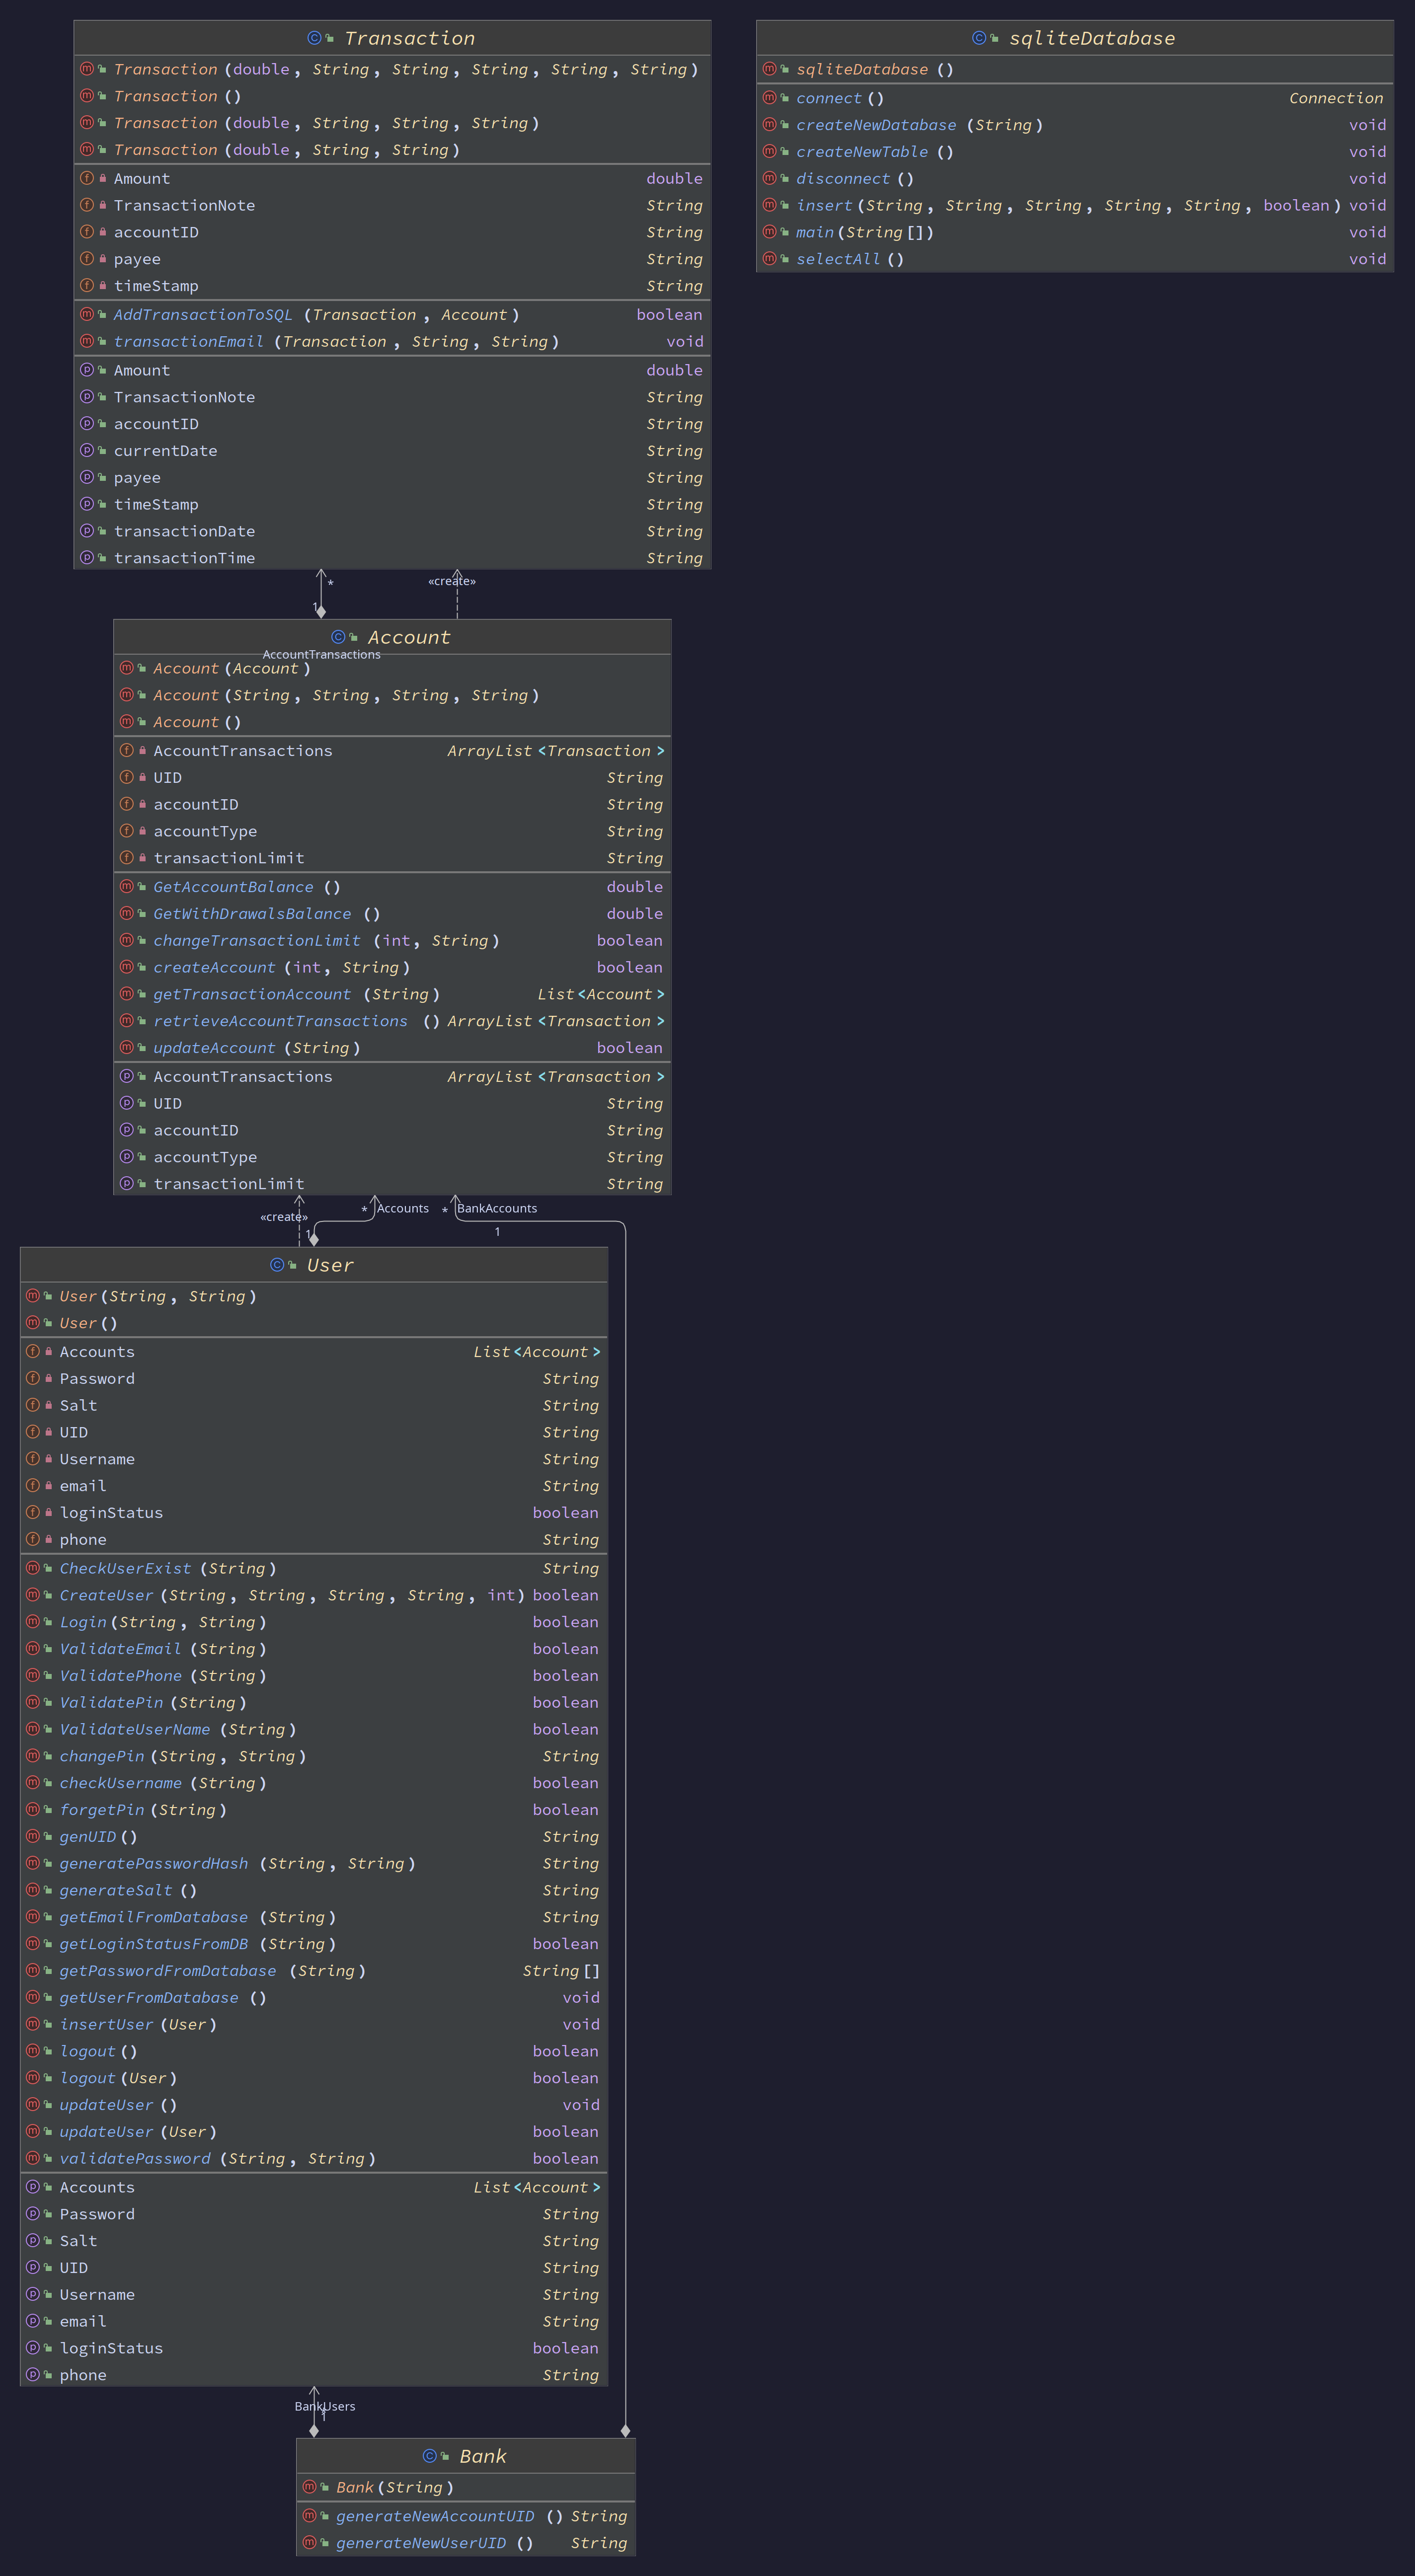 Transaction
Transaction (double, String, String, String, String, String)
Transaction ()
Transaction (double, String, String, String)
Transaction (double, String, String)
Amount double
TransactionNote String
accountID String
payee String
timeStamp String
AddTransactionToSQL (Transaction, Account) boolean
transactionEmail (Transaction, String, String) void
Amount double
TransactionNote String
accountID String
currentDate String
payee String
timeStamp String
transactionDate String
transactionTime String
sqliteDatabase
sqliteDatabase ()
connect () Connection
createNewDatabase (String) void
createNewTable () void
disconnect () void
insert (String, String, String, String, String, boolean) void
main (String[]) void
selectAll () void
*
«create»
1
Account
AccountTransactions
Account (Account)
Account (String, String, String, String)
Account ()
AccountTransactions ArrayList<Transaction>
UID String
accountID String
accountType String
transactionLimit String
GetAccountBalance () double
GetWithDrawalsBalance () double
changeTransactionLimit (int, String) boolean
createAccount (int, String) boolean
getTransactionAccount (String) List<Account>
retrieveAccountTransactions () ArrayList<Transaction>
updateAccount (String) boolean
AccountTransactions ArrayList<Transaction>
UID String
accountID String
accountType String
transactionLimit String
«create»
* Accounts
* BankAccounts
1
1
User
User (String, String)
User ()
Accounts List<Account>
Password String
Salt String
UID String
Username String
email String
loginStatus boolean
phone String
CheckUserExist (String) String
CreateUser (String, String, String, String, int) boolean
Login (String, String) boolean
ValidateEmail (String) boolean
ValidatePhone (String) boolean
ValidatePin (String) boolean
ValidateUserName (String) boolean
changePin (String, String) String
checkUsername (String) boolean
forgetPin (String) boolean
genUID () String
generatePasswordHash (String, String) String
generateSalt () String
getEmailFromDatabase (String) String
getLoginStatusFromDB (String) boolean
getPasswordFromDatabase (String) String[]
getUserFromDatabase () void
insertUser (User) void
logout () boolean
logout (User) boolean
updateUser () void
updateUser (User) boolean
validatePassword (String, String) boolean
Accounts List<Account>
Password String
Salt String
UID String
Username String
email String
loginStatus boolean
phone String
BankUsers
Bank
Bank (String)
generateNewAccountUID () String
generateNewUserUID () String